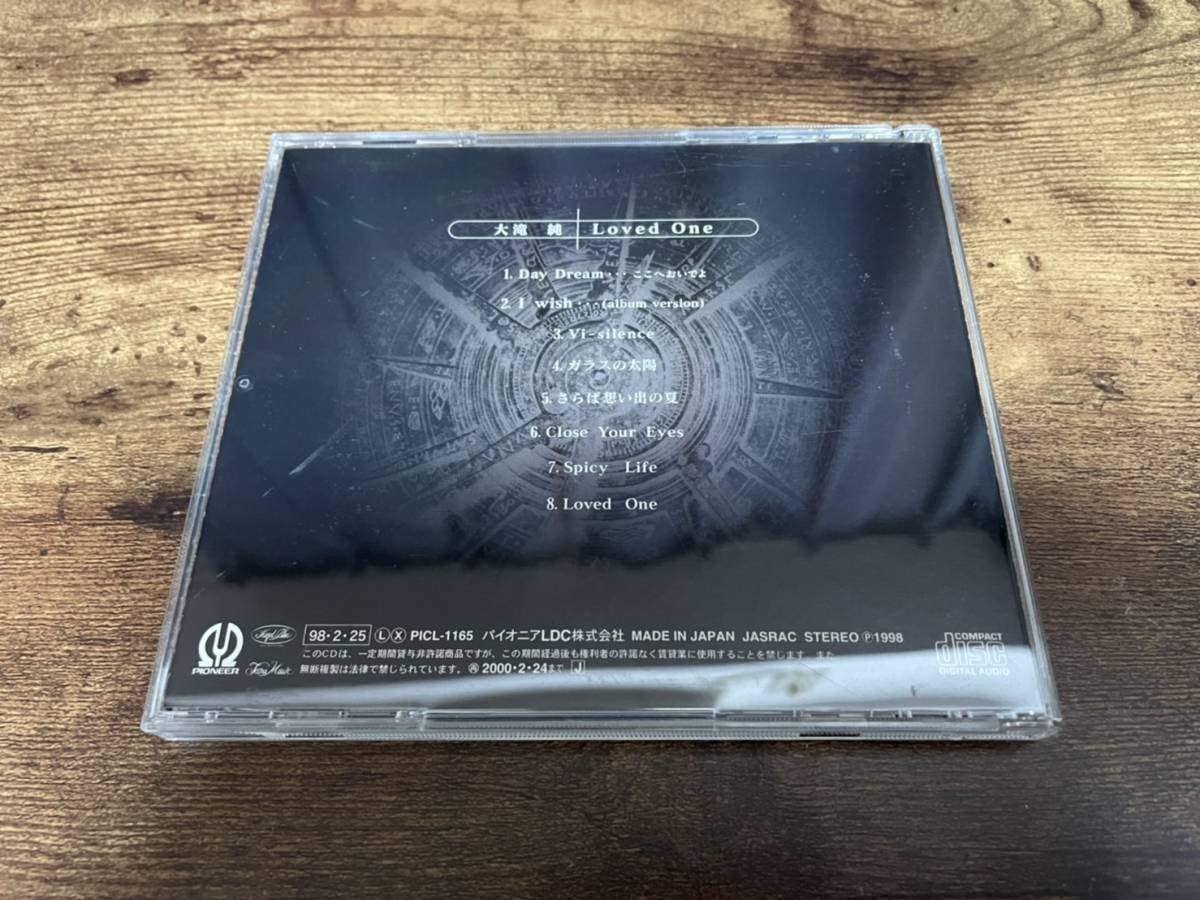 大滝 純 Loved One
1. Day Dream・・・ここへおいでよ
2. I wish・・・(album version)
3. Vi-silence
4. ガラスの太陽
5. さらば想い出の夏
6. Close Your Eyes
7. Spicy Life
8. Loved One
PIONEER
98・2・25 Ⓛ Ⓧ PICL-1165 パイオニアLDC株式会社 MADE IN JAPAN JASRAC STEREO Ⓟ1998
このCDは、一定期間貸与非許諾商品ですが、この期間経過後も権利者の許諾なく賃貸業に使用することを禁じます。また
無断複製は法律で禁じられています。Ⓐ2000・2・24まで J
COMPACT
disc
DIGITAL AUDIO